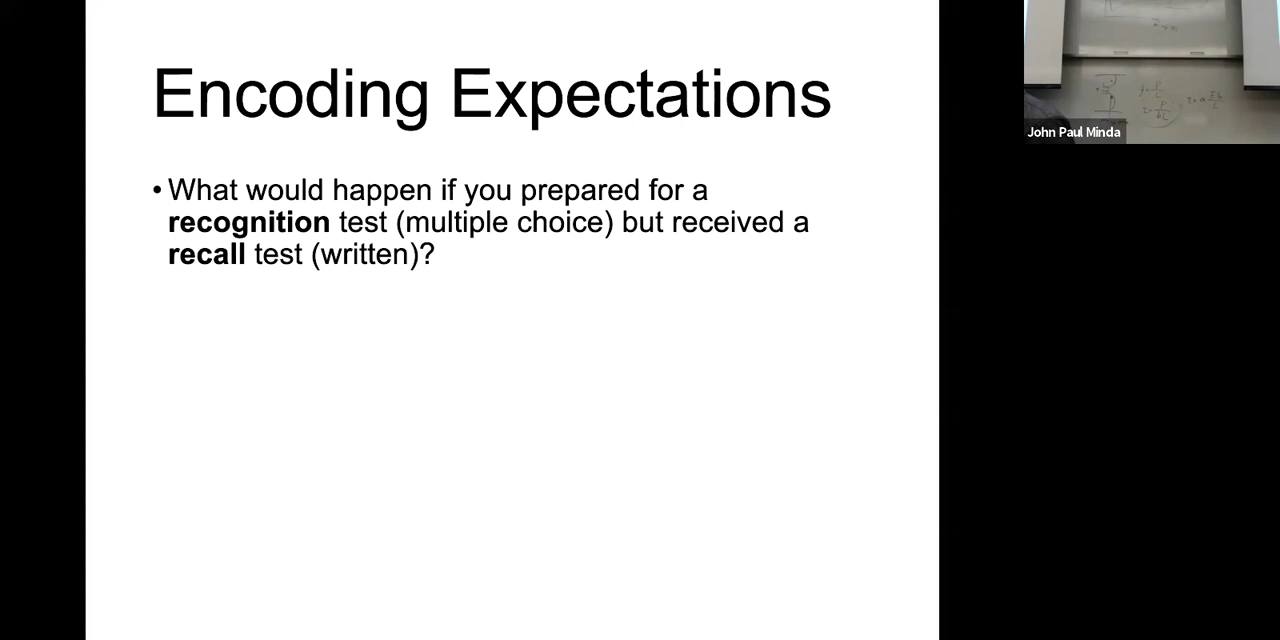 Encoding Expectations
• What would happen if you prepared for a
recognition test (multiple choice) but received a
recall test (written)?
John Paul Minda